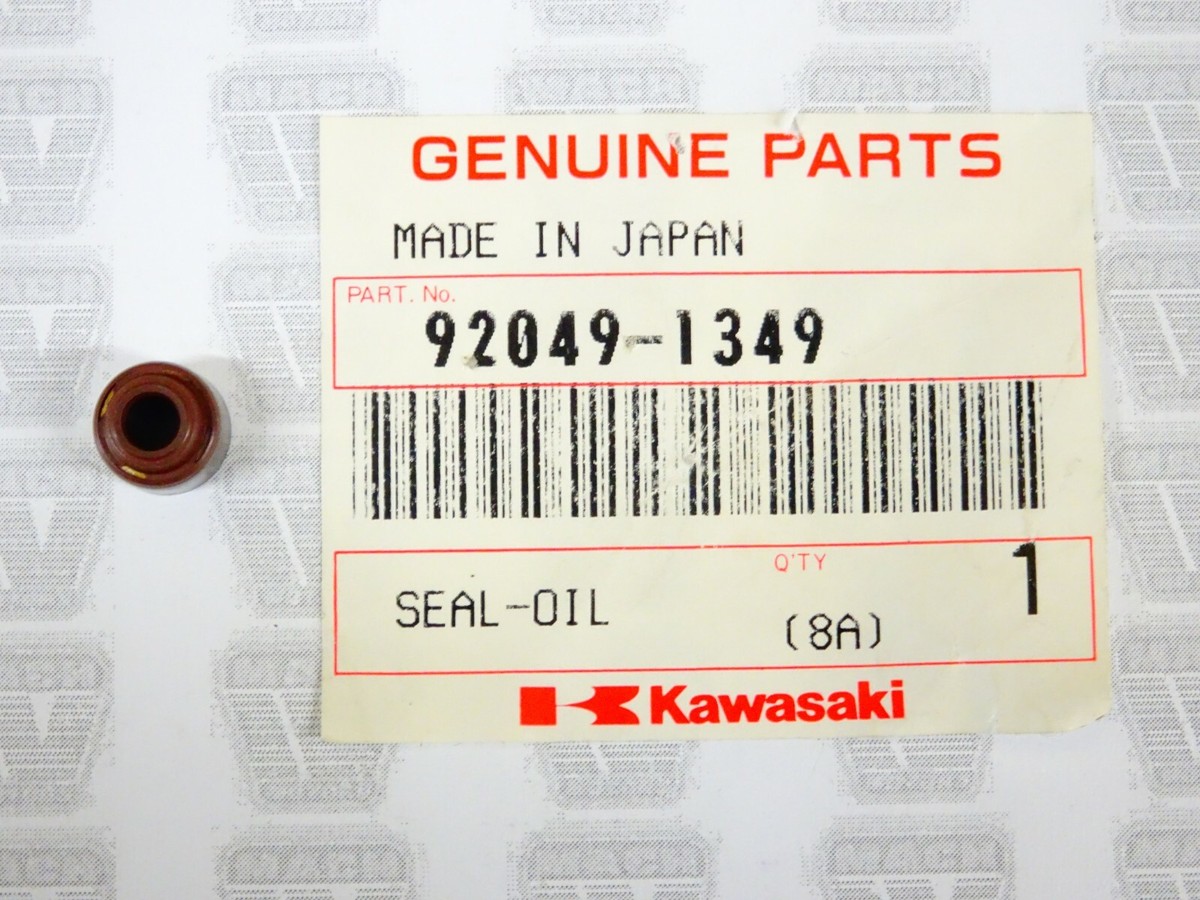 GENUINE PARTS
MADE IN JAPAN
PART. No.
92049-1349
Q'TY
1
SEAL-OIL
(8A)
Kawasaki